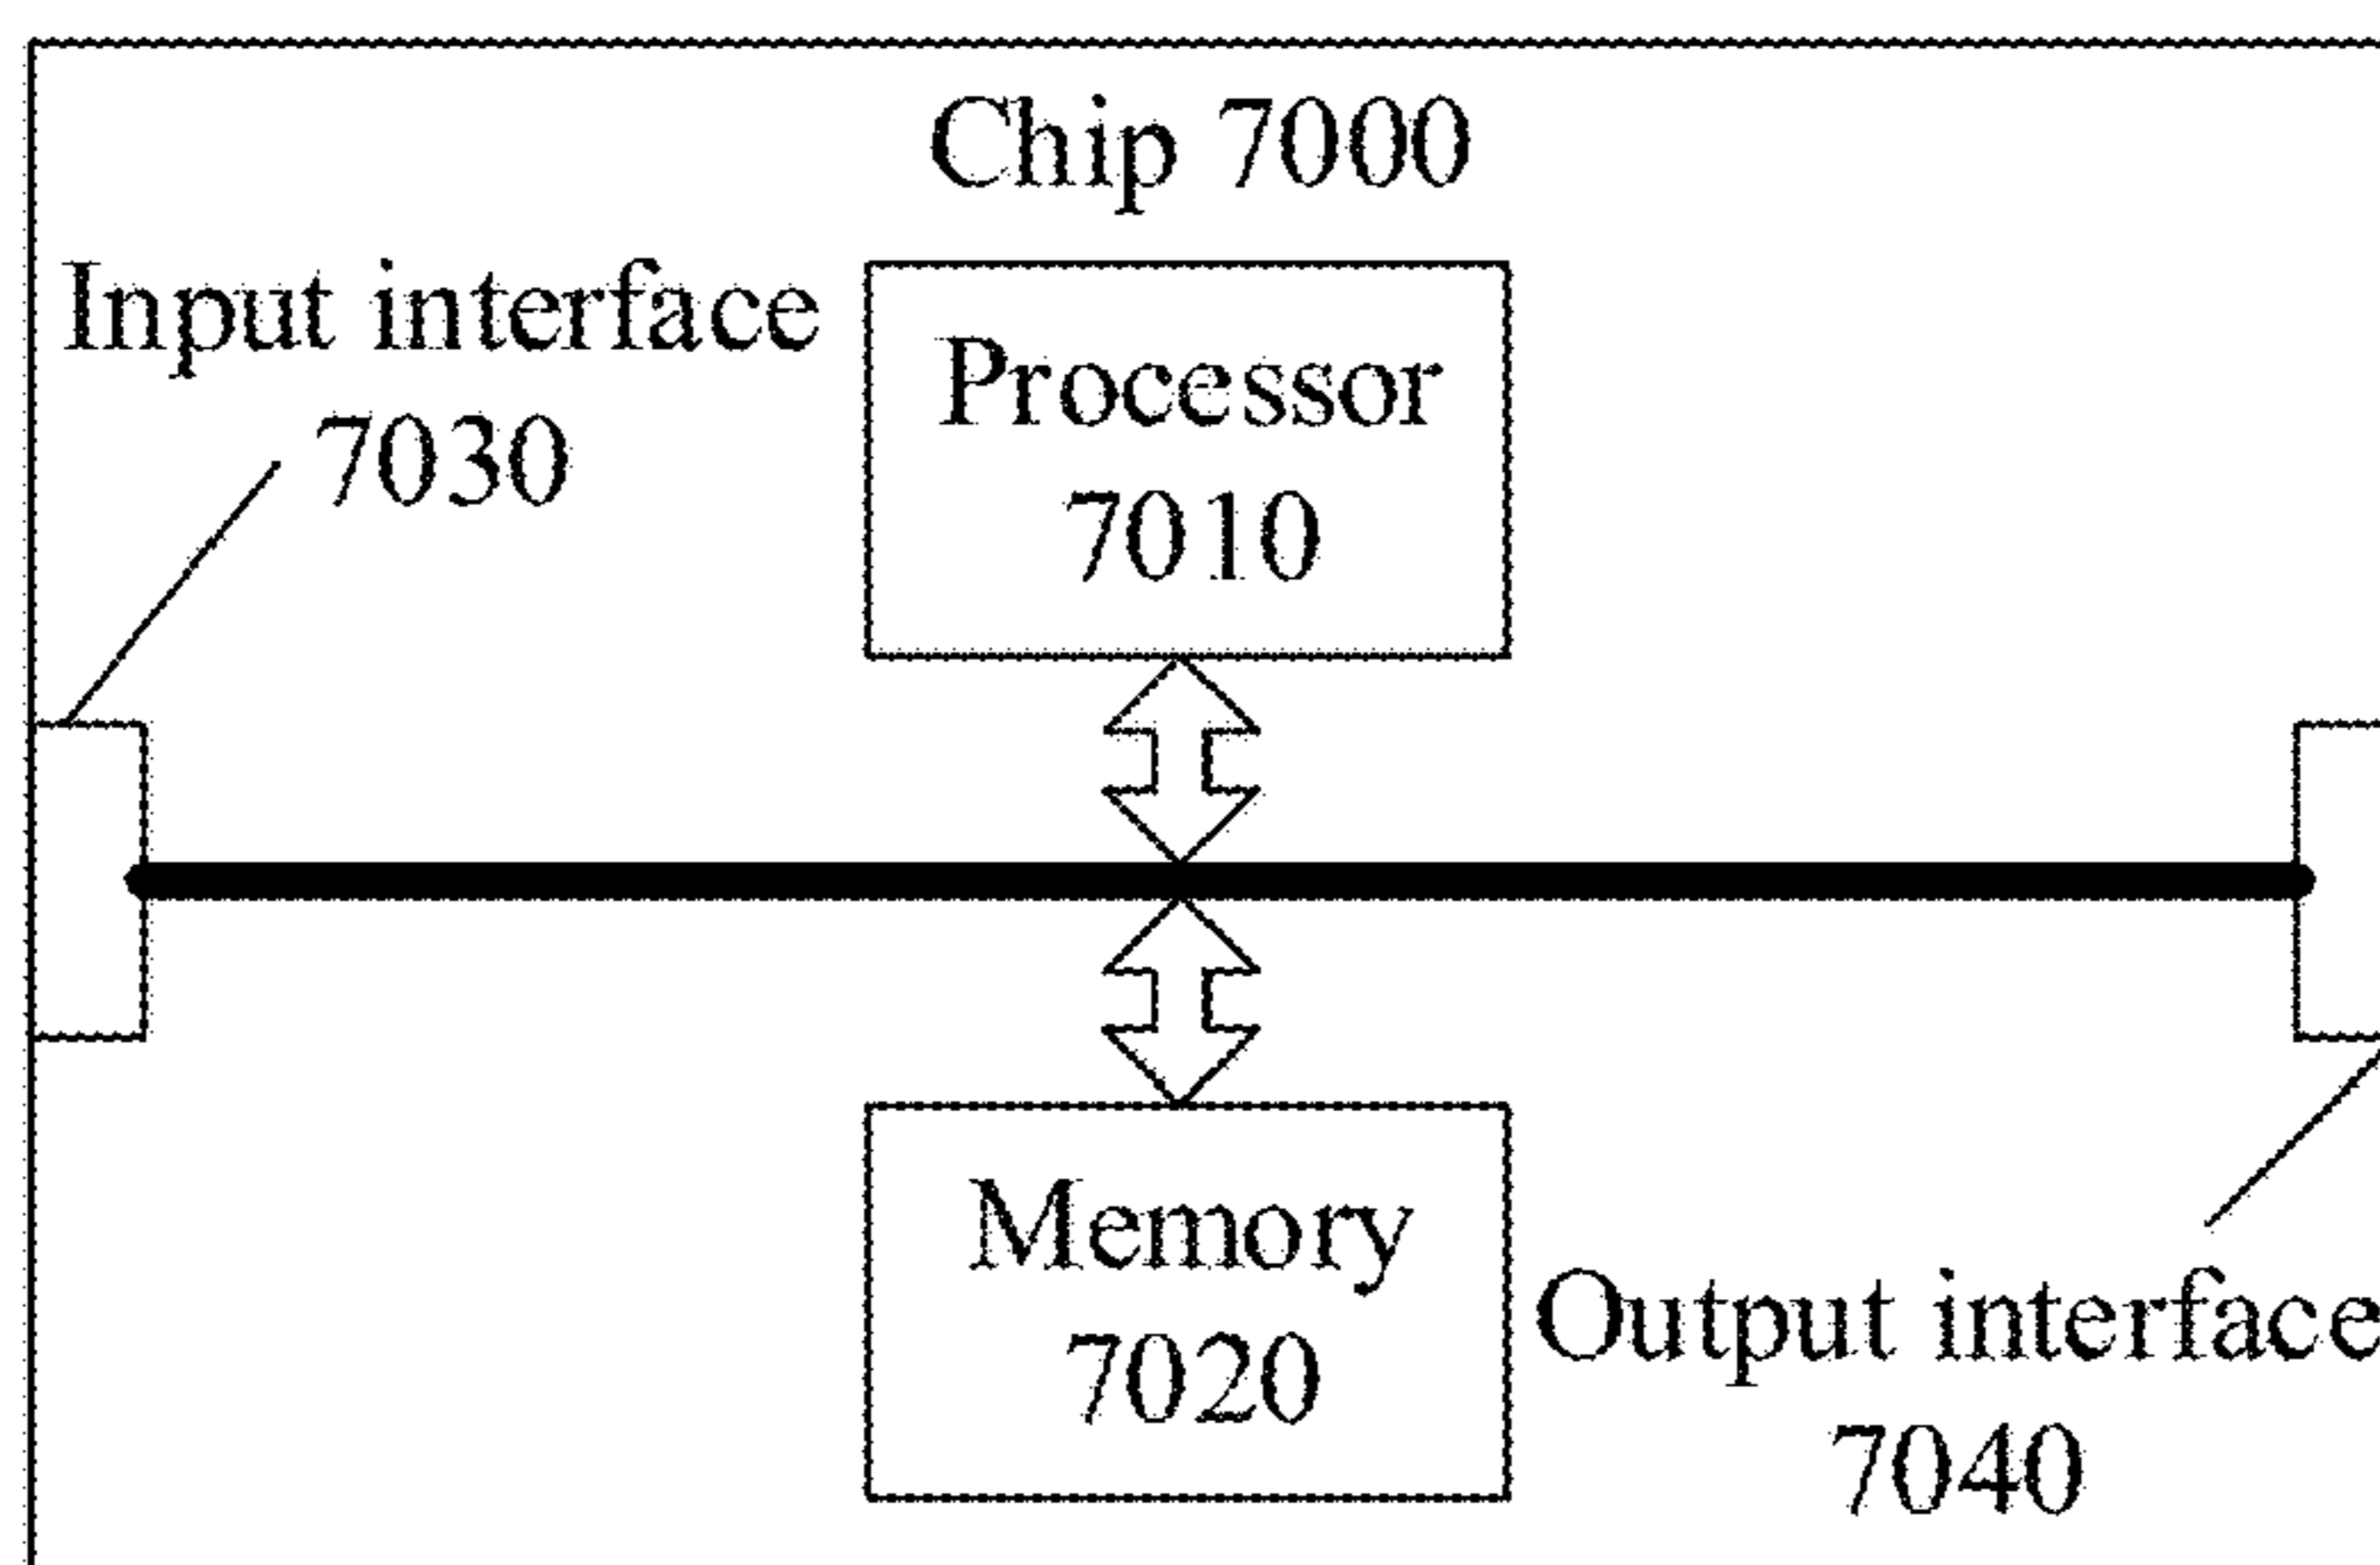 Chip 7000
Input interface
7030
Processor
7010
Memory
7020
Output interface
7040